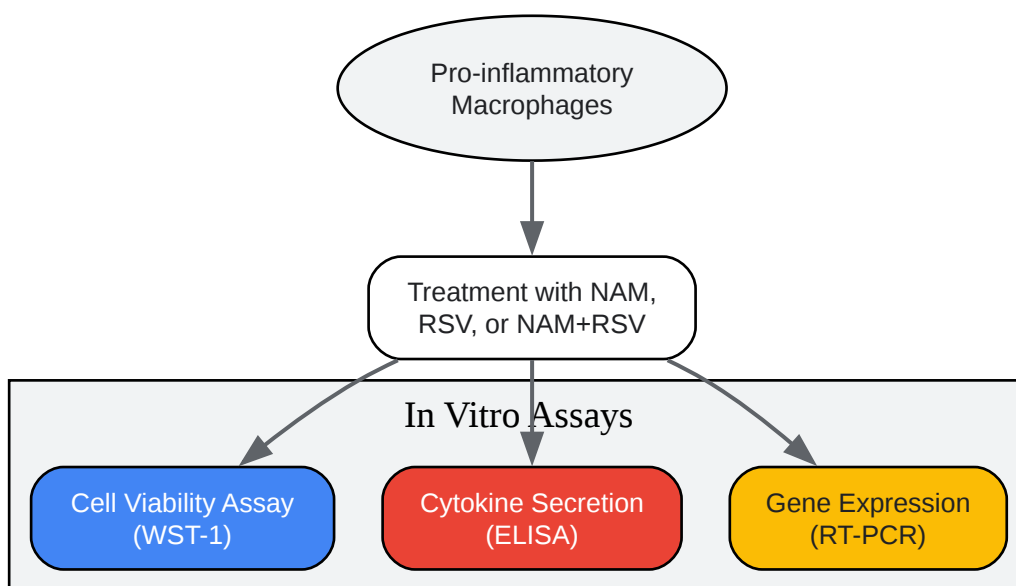 Pro-inflammatory
Macrophages
Treatment with NAM,
RSV, or NAM+RSV
In Vitro Assays
Cell Viability Assay
(WST-1)
Cytokine Secretion
(ELISA)
Gene Expression
(RT-PCR)